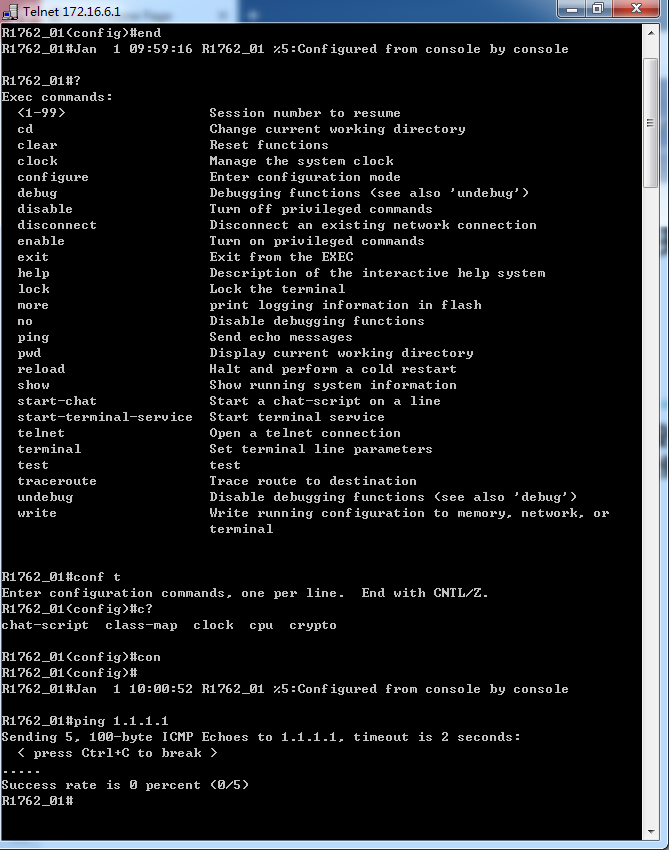 Telnet 172.16.6.1
R1762_01(config)#end
R1762_01#Jan  1 09:59:16 R1762_01 %5:Configured from console by console
R1762_01#?
Exec commands:
  <1-99>                  Session number to resume
  cd                      Change current working directory
  clear                   Reset functions
  clock                   Manage the system clock
  configure               Enter configuration mode
  debug                   Debugging functions (see also 'undebug')
  disable                 Turn off privileged commands
  disconnect              Disconnect an existing network connection
  enable                  Turn on privileged commands
  exit                    Exit from the EXEC
  help                    Description of the interactive help system
  lock                    Lock the terminal
  more                    print logging information in flash
  no                      Disable debugging functions
  ping                    Send echo messages
  pwd                     Display current working directory
  reload                  Halt and perform a cold restart
  show                    Show running system information
  start-chat              Start a chat-script on a line
  start-terminal-service  Start terminal service
  telnet                  Open a telnet connection
  terminal                Set terminal line parameters
  test                    test
  traceroute              Trace route to destination
  undebug                 Disable debugging functions (see also 'debug')
  write                   Write running configuration to memory, network, or
                          terminal
R1762_01#conf t
Enter configuration commands, one per line.  End with CNTL/Z.
R1762_01(config)#c?
chat-script  class-map  clock  cpu  crypto
R1762_01(config)#con
R1762_01(config)#
R1762_01#Jan  1 10:00:52 R1762_01 %5:Configured from console by console
R1762_01#ping 1.1.1.1
Sending 5, 100-byte ICMP Echoes to 1.1.1.1, timeout is 2 seconds:
  < press Ctrl+C to break >
.....
Success rate is 0 percent (0/5)
R1762_01#